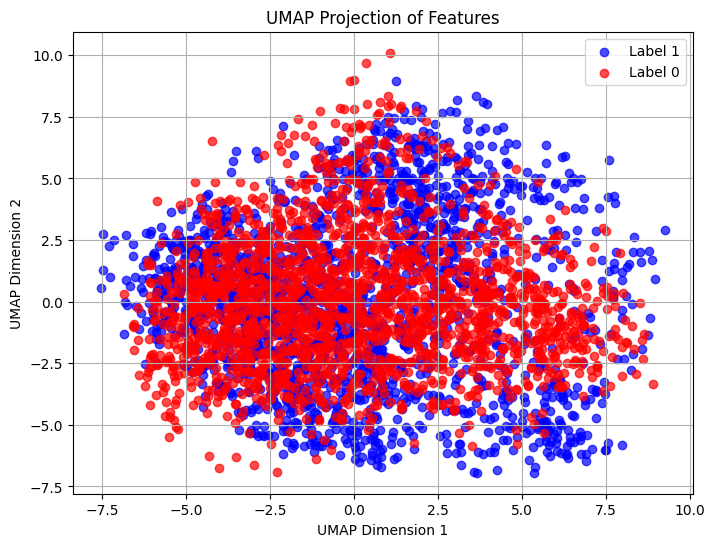 UMAP Projection of Features
Label 1
Label 0
UMAP Dimension 2
10.0
7.5
5.0
2.5
0.0
−2.5
−5.0
−7.5
−7.5 −5.0 −2.5 0.0 2.5 5.0 7.5 10.0
UMAP Dimension 1